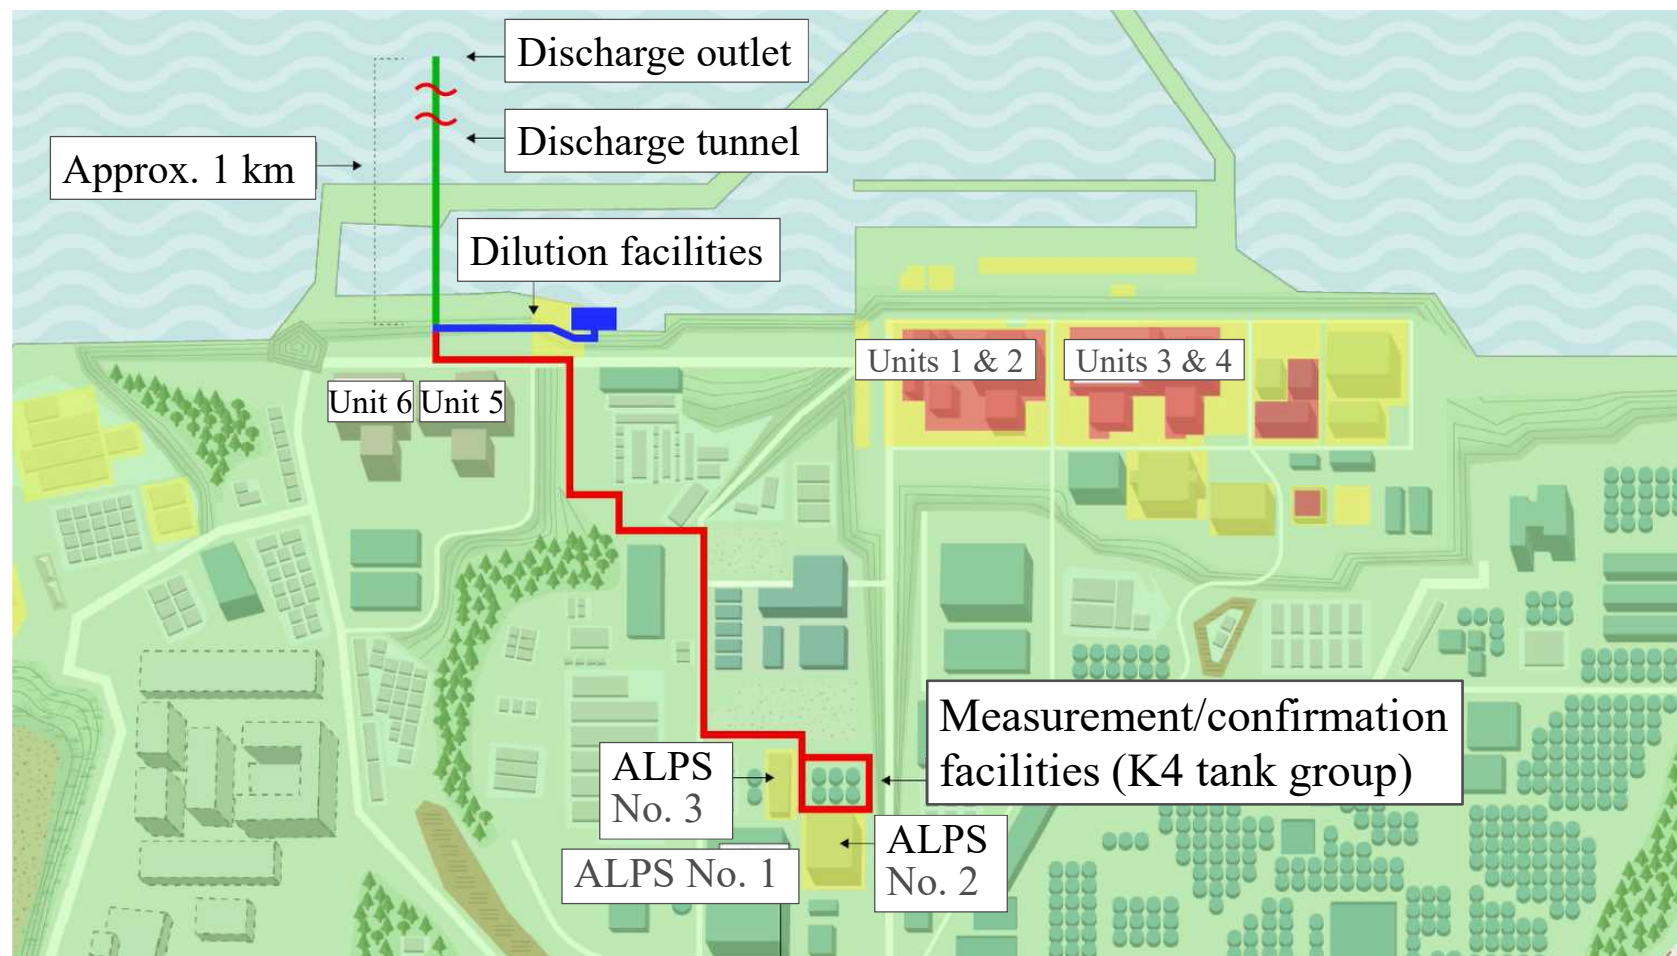 Discharge outlet
Discharge tunnel
Approx. 1 km
Dilution facilities
Units 1 & 2
Units 3 & 4
Unit 6
Unit 5
Measurement/confirmation
facilities (K4 tank group)
ALPS
No. 3
ALPS
No. 2
ALPS No. 1